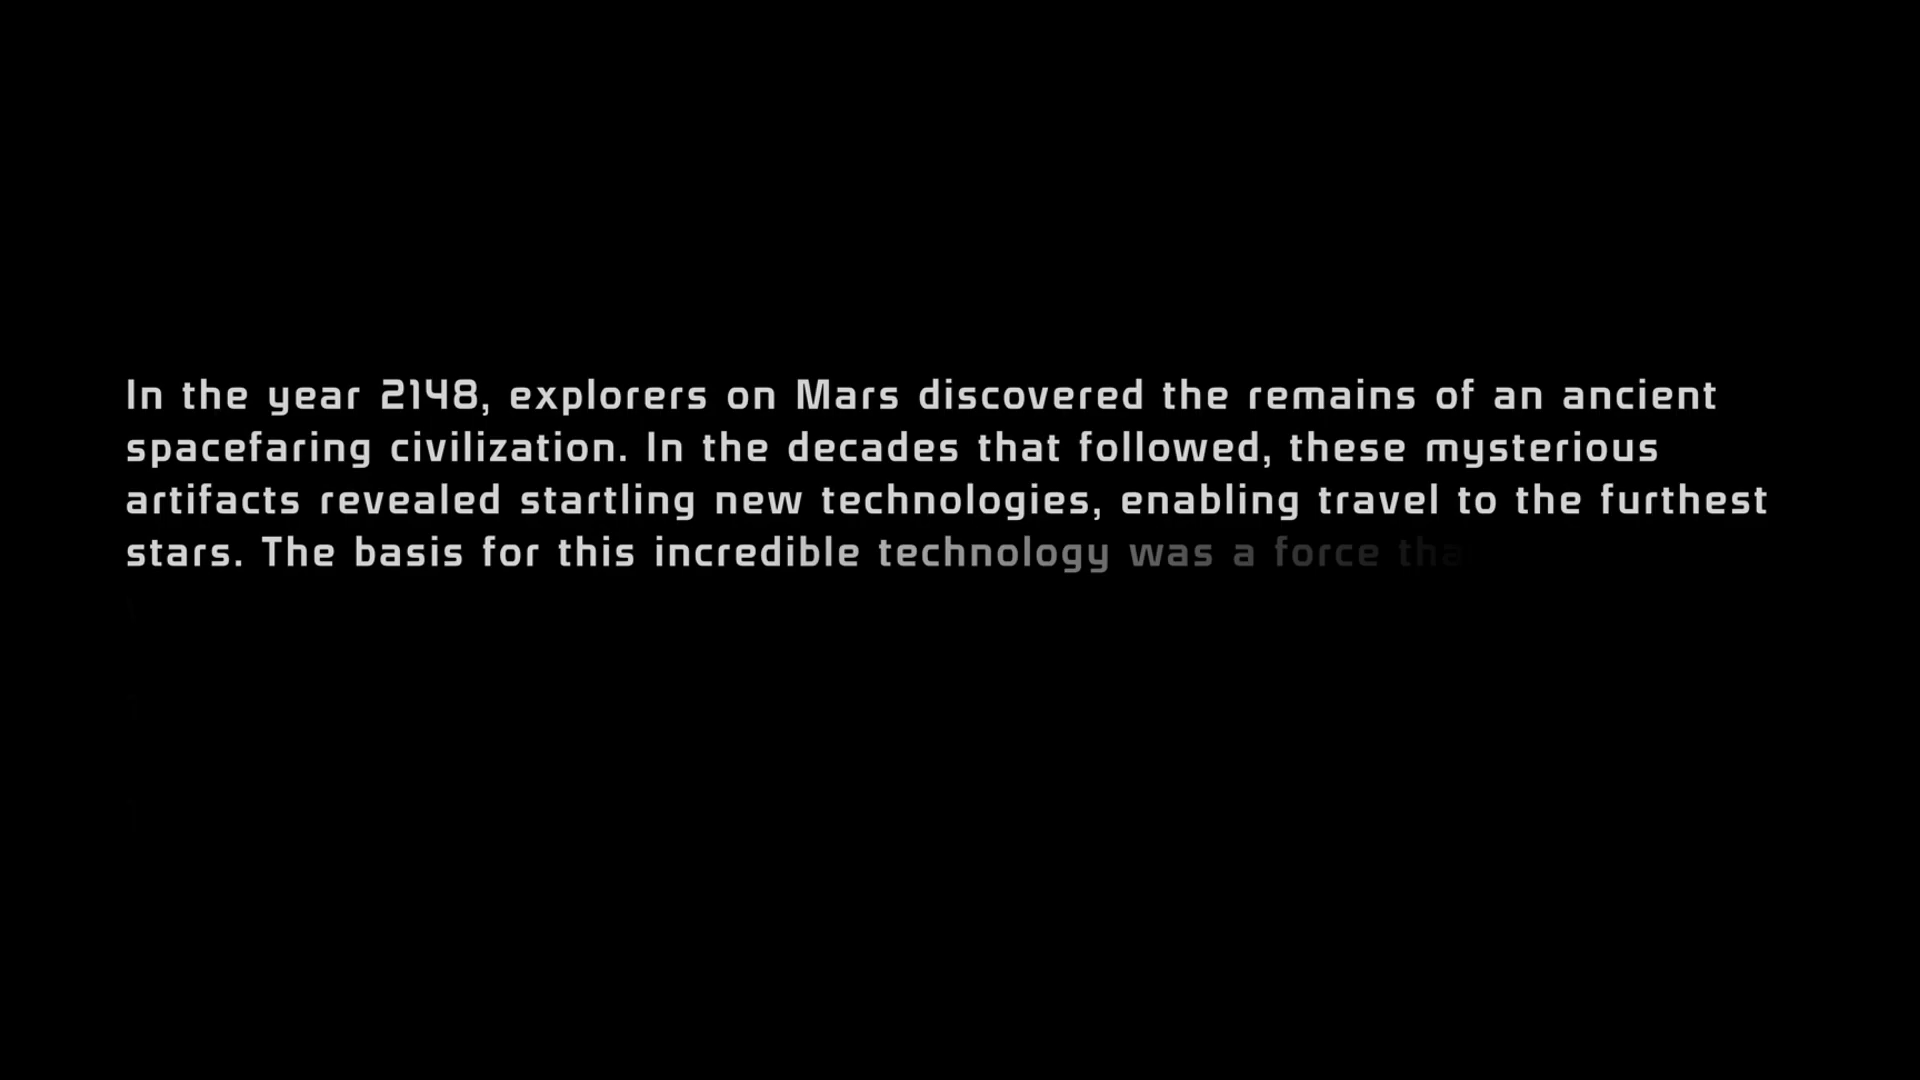 In the year 2148, explorers on Mars discovered the remains of an ancient
spacefaring civilization. In the decades that followed, these mysterious
artifacts revealed startling new technologies, enabling travel to the furthest
stars. The basis for this incredible technology was a force tha